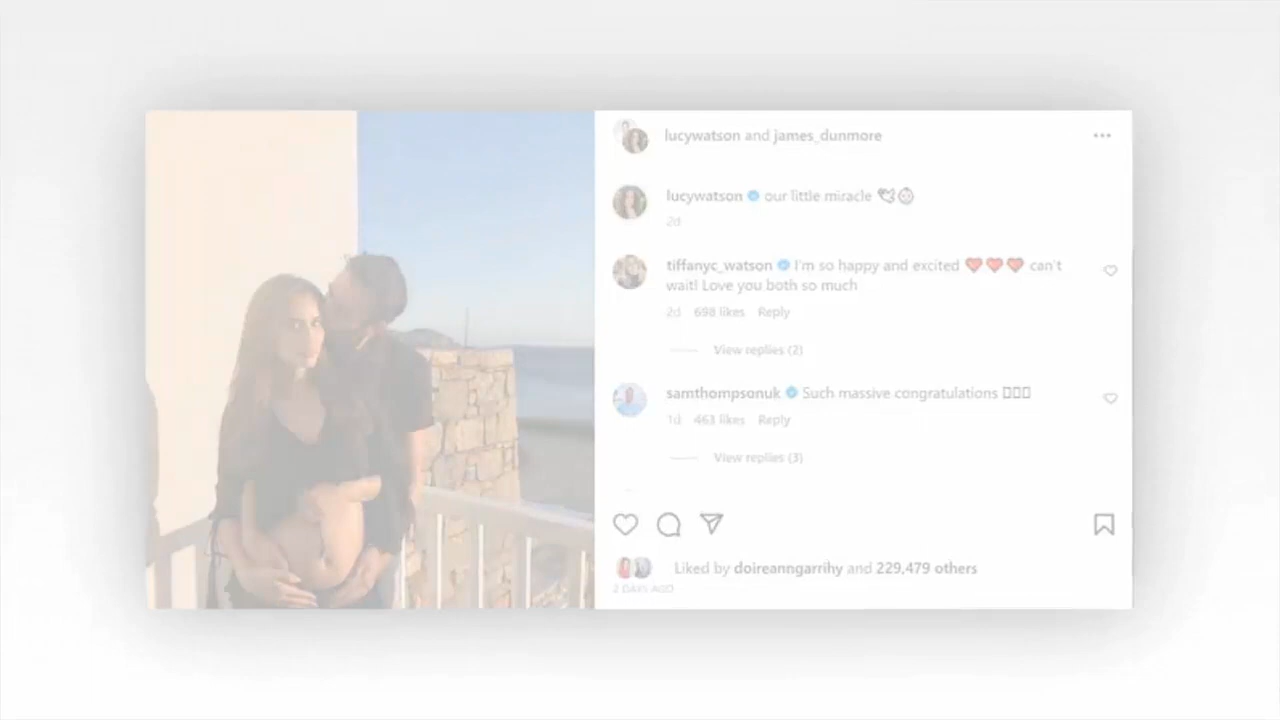 lucywatson and james_dunmore
lucywatson our little miracle
2d
tiffanyc_watson I'm so happy and excited ❤️❤️❤️ can't
wait! Love you both so much
2d 698 likes Reply
View replies (2)
samthompsonuk Such massive congratulations ▯▯▯
1d 463 likes Reply
View replies (3)
Liked by doireanngarrihy and 229,479 others
2 DAYS AGO